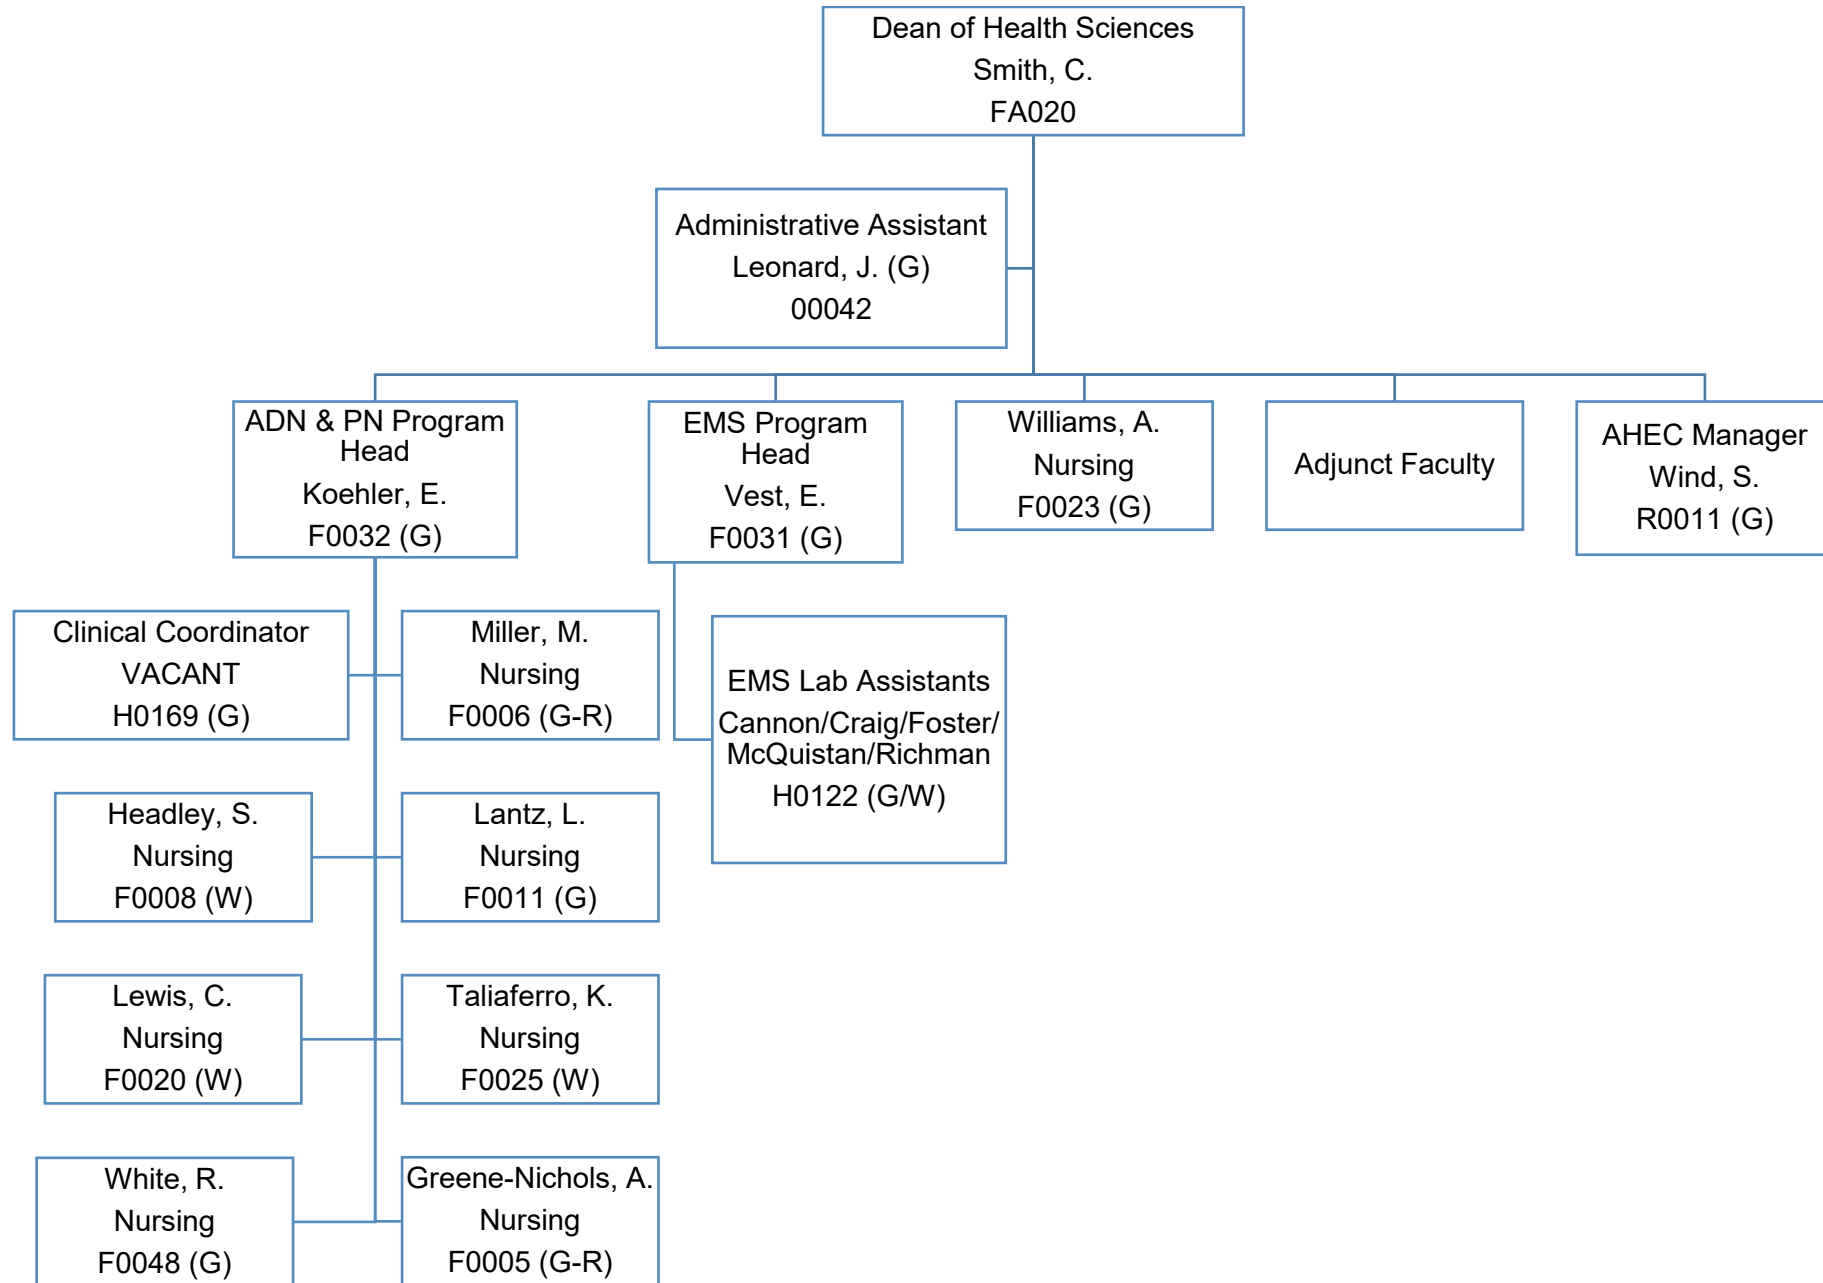 Dean of Health Sciences
Smith, C.
FA020
Administrative Assistant
Leonard, J. (G)
00042
ADN & PN Program
Head
Koehler, E.
F0032 (G)
EMS Program
Head
Vest, E.
F0031 (G)
Williams, A.
Nursing
F0023 (G)
Adjunct Faculty
AHEC Manager
Wind, S.
R0011 (G)
Clinical Coordinator
VACANT
H0169 (G)
Miller, M.
Nursing
F0006 (G-R)
EMS Lab Assistants
Cannon/Craig/Foster/
McQuistan/Richman
H0122 (G/W)
Headley, S.
Nursing
F0008 (W)
Lantz, L.
Nursing
F0011 (G)
Lewis, C.
Nursing
F0020 (W)
Taliaferro, K.
Nursing
F0025 (W)
White, R.
Nursing
F0048 (G)
Greene-Nichols, A.
Nursing
F0005 (G-R)